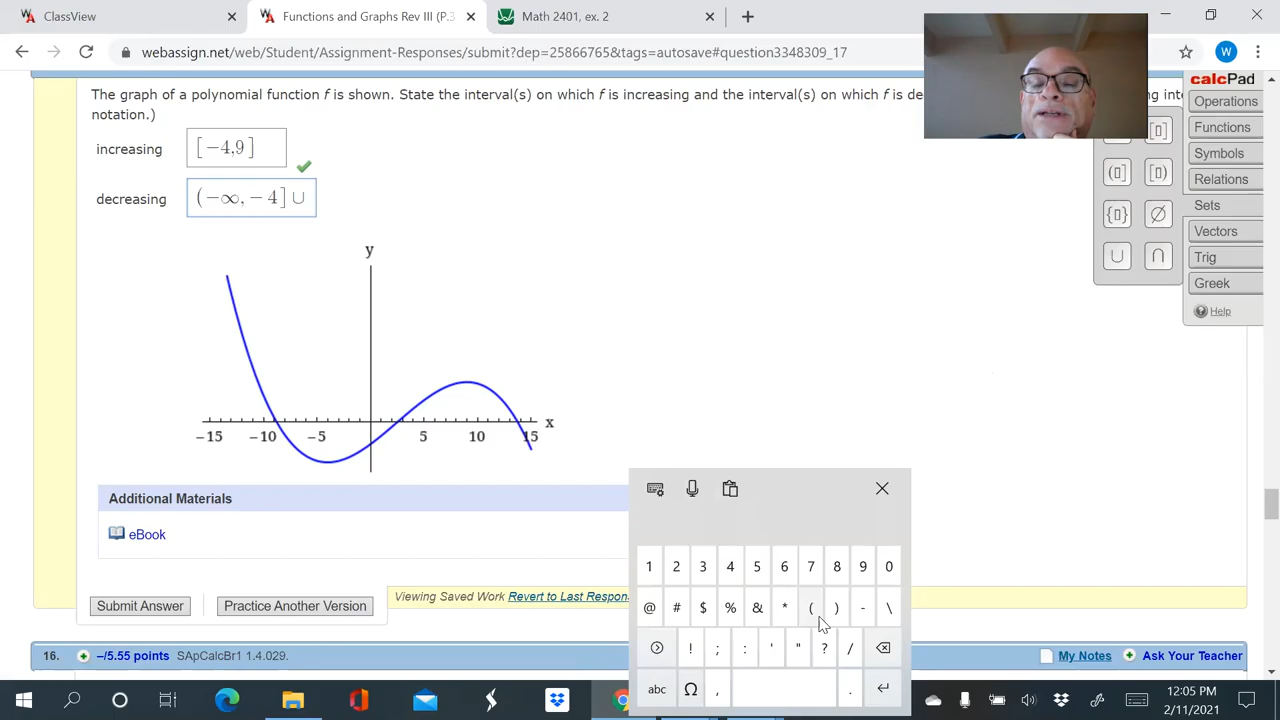 ClassView
Functions and Graphs Rev III (P.3
Math 2401, ex. 2
webassign.net/web/Student/Assignment-Responses/submit?dep=25866765&tags=autosave#question3348309_17
W
The graph of a polynomial function f is shown. State the interval(s) on which f is increasing and the interval(s) on which f is de
notation.)
increasing [ −4,9 ]
decreasing (−∞, − 4 ] ∪
y
x
−15 −10 −5 5 10 15
Additional Materials
eBook
Submit Answer Practice Another Version
Viewing Saved Work Revert to Last Respon
16. –/5.55 points SApCalcBr1 1.4.029.
My Notes Ask Your Teacher
calcPad
Operations
Functions
Symbols
Relations
Sets
Vectors
Trig
Greek
Help
[▯]
(▯] [▯)
{▯} ∅
∪ ∩
1 2 3 4 5 6 7 8 9 0
@ # $ % & * ( ) - \
! ; : ' " ? /
abc Ω , .
12:05 PM
2/11/2021